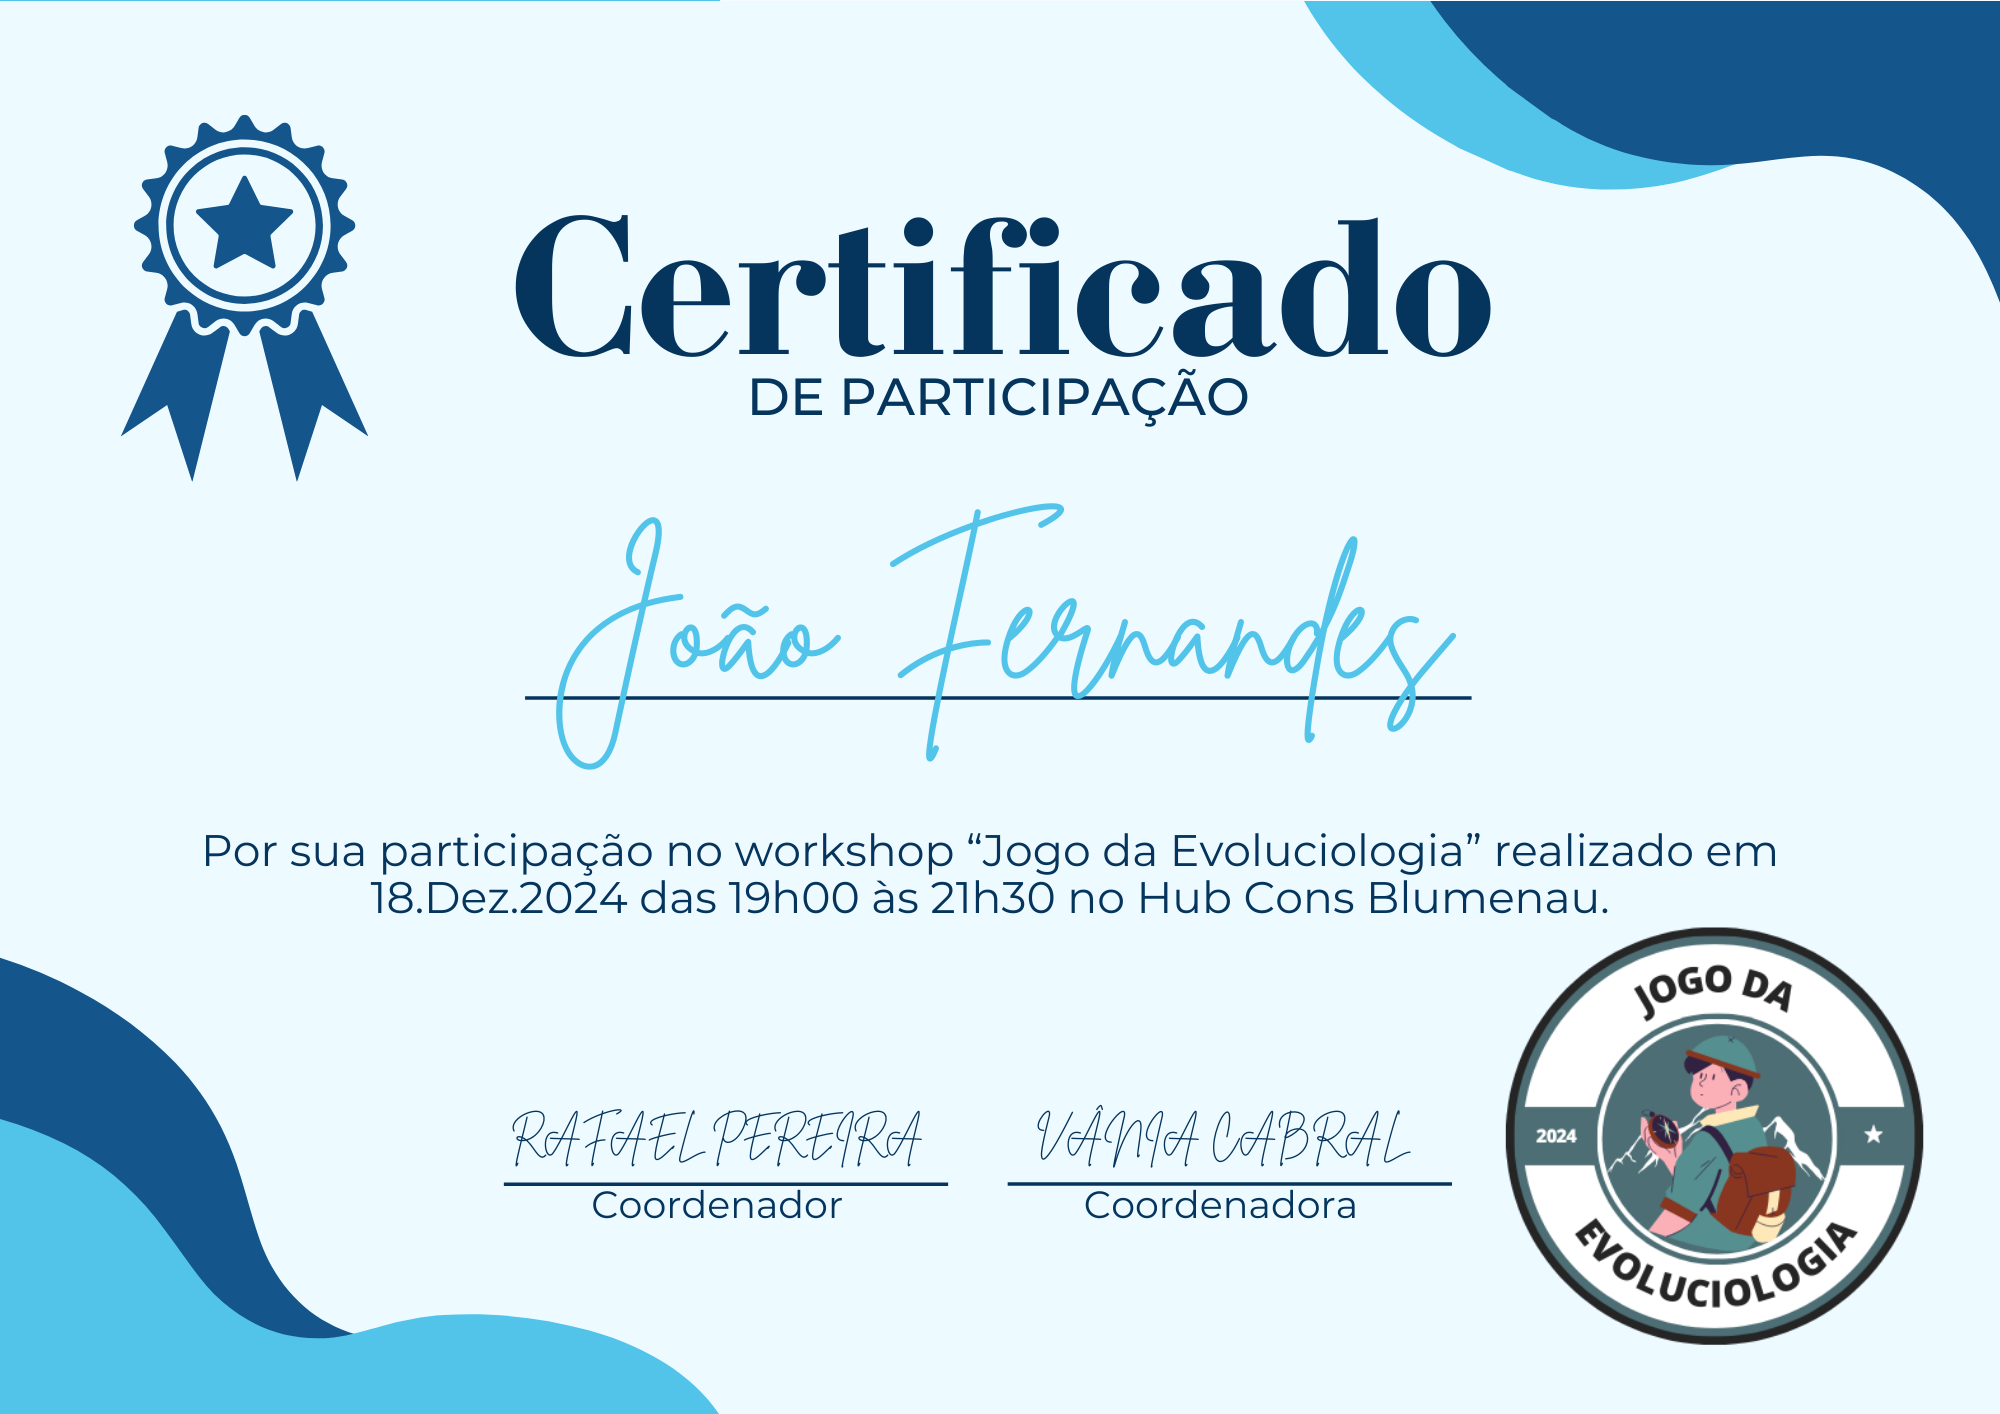 Certificado
DE PARTICIPAÇÃO
João Fernandes
Por sua participação no workshop “Jogo da Evoluciologia” realizado em
18.Dez.2024 das 19h00 às 21h30 no Hub Cons Blumenau.
RAFAEL PEREIRA
Coordenador
VÂNIA CABRAL
Coordenadora
JOGO DA
2024
EVOLUCIOLOGIA